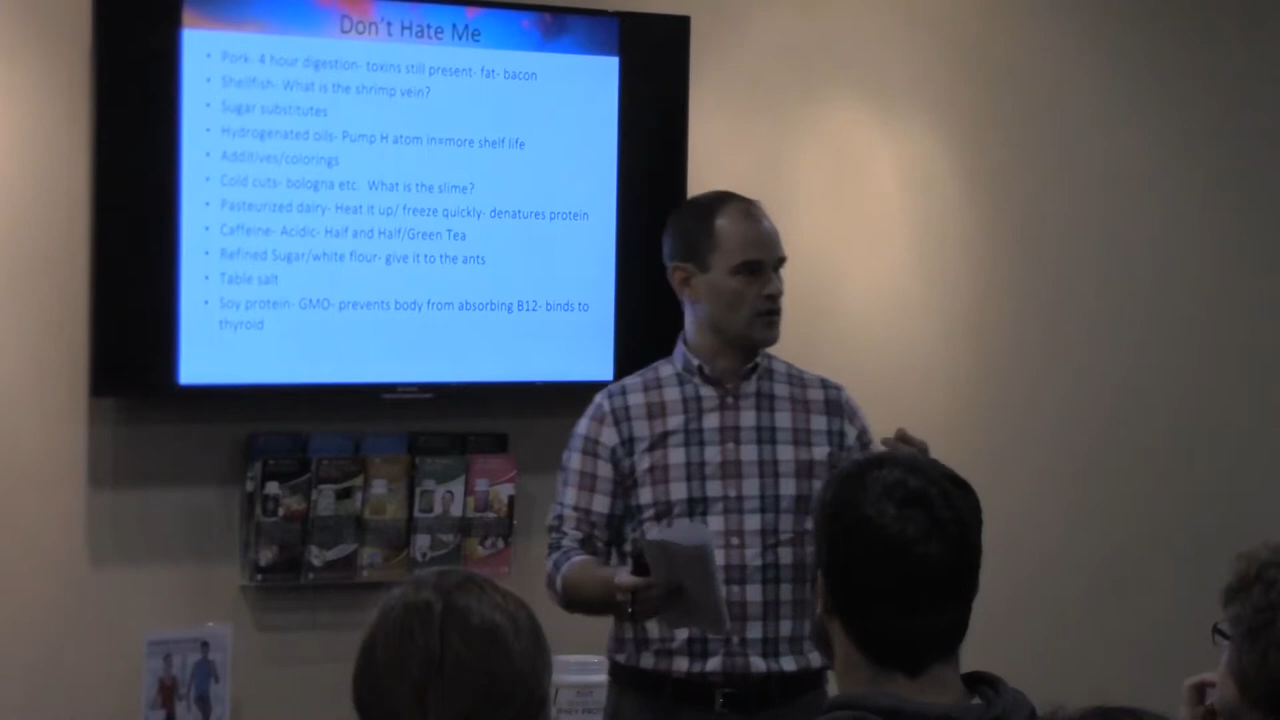 Don't Hate Me
• Pork- 4 hour digestion- toxins still present- fat- bacon
• Shellfish- What is the shrimp vein?
• Sugar substitutes
• Hydrogenated oils- Pump H atom in=more shelf life
• Additives/colorings
• Cold cuts- bologna etc. What is the slime?
• Pasteurized dairy- Heat it up/ freeze quickly- denatures protein
• Caffeine- Acidic- Half and Half/Green Tea
• Refined Sugar/white flour- give it to the ants
• Table salt
• Soy protein- GMO- prevents body from absorbing B12- binds to
thyroid
WHEY PROT